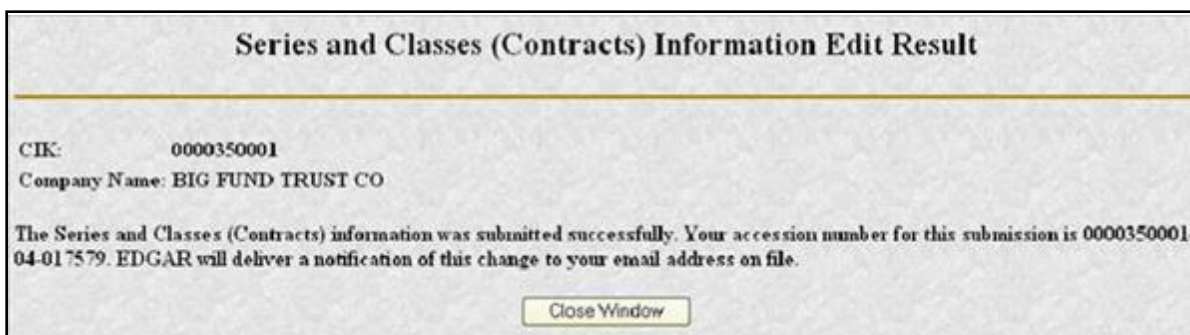 Series and Classes (Contracts) Information Edit Result
CIK: 0000350001
Company Name: BIG FUND TRUST CO
The Series and Classes (Contracts) information was submitted successfully. Your accession number for this submission is 0000350001-
04-017579. EDGAR will deliver a notification of this change to your email address on file.
Close Window